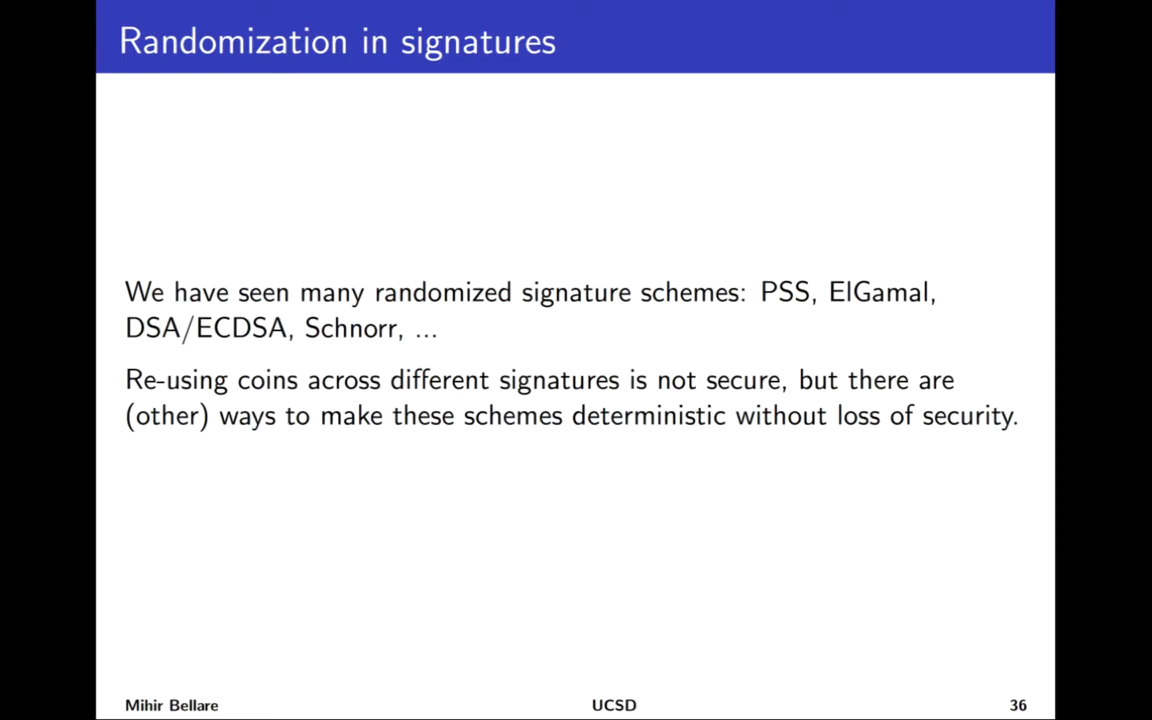 Randomization in signatures
We have seen many randomized signature schemes: PSS, ElGamal,
DSA/ECDSA, Schnorr, ...
Re-using coins across different signatures is not secure, but there are
(other) ways to make these schemes deterministic without loss of security.
Mihir Bellare UCSD 36